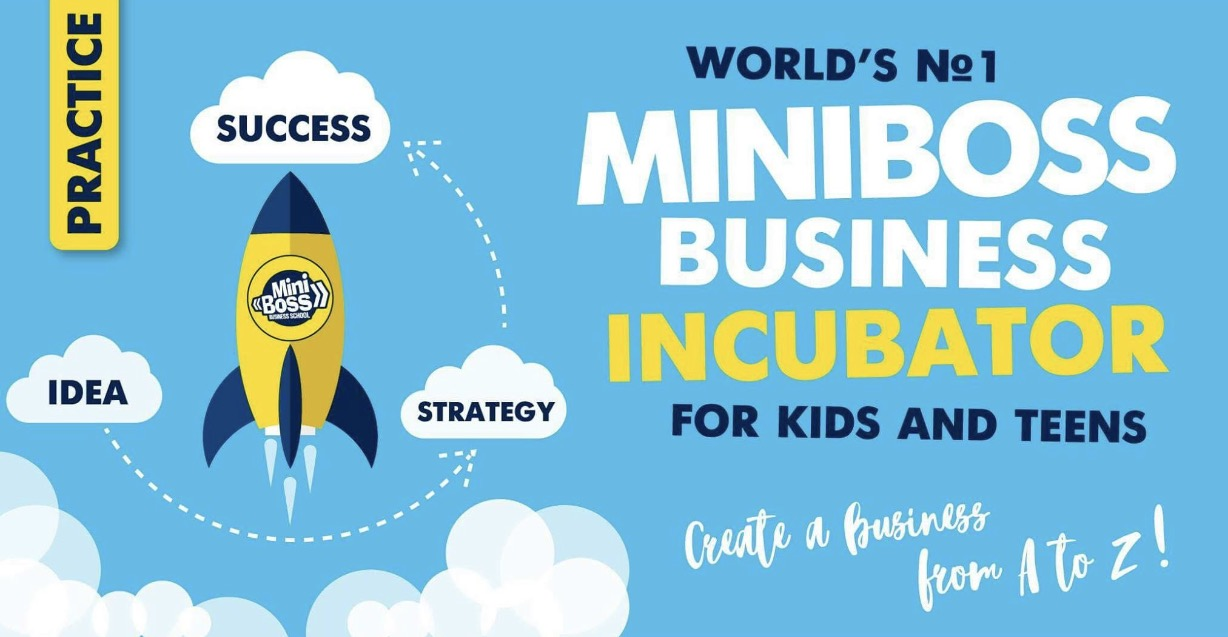 PRACTICE
SUCCESS
Mini
BOSS
BUSINESS SCHOOL
IDEA
STRATEGY
WORLD'S №1
MINIBOSS
BUSINESS
INCUBATOR
FOR KIDS AND TEENS
Create a Business
from A to Z!